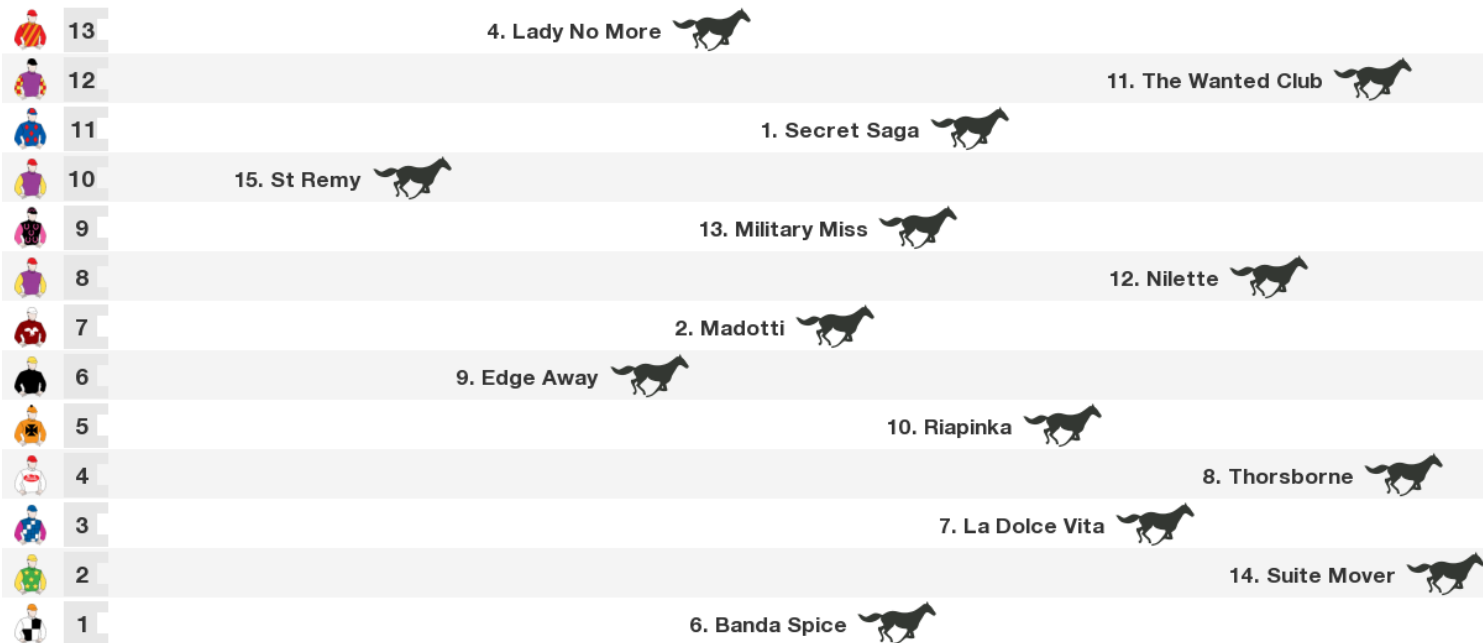 13 4. Lady No More
12 11. The Wanted Club
11 1. Secret Saga
10 15. St Remy
9 13. Military Miss
8 12. Nilette
7 2. Madotti
6 9. Edge Away
5 10. Riapinka
4 8. Thorsborne
3 7. La Dolce Vita
2 14. Suite Mover
1 6. Banda Spice